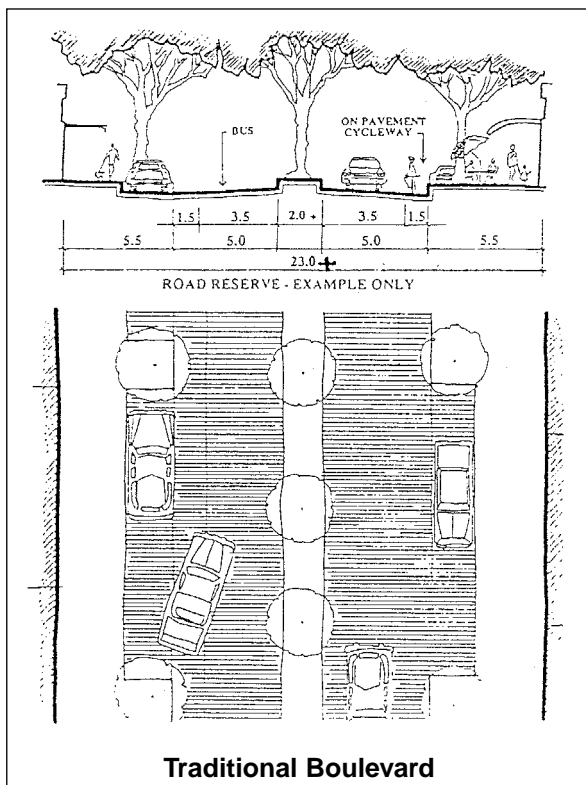 BUS
ON PAVEMENT
CYCLEWAY
1.5 3.5 2.0 + 3.5 1.5
5.5 5.0 5.0 5.5
23.0 +
ROAD RESERVE - EXAMPLE ONLY
Traditional Boulevard